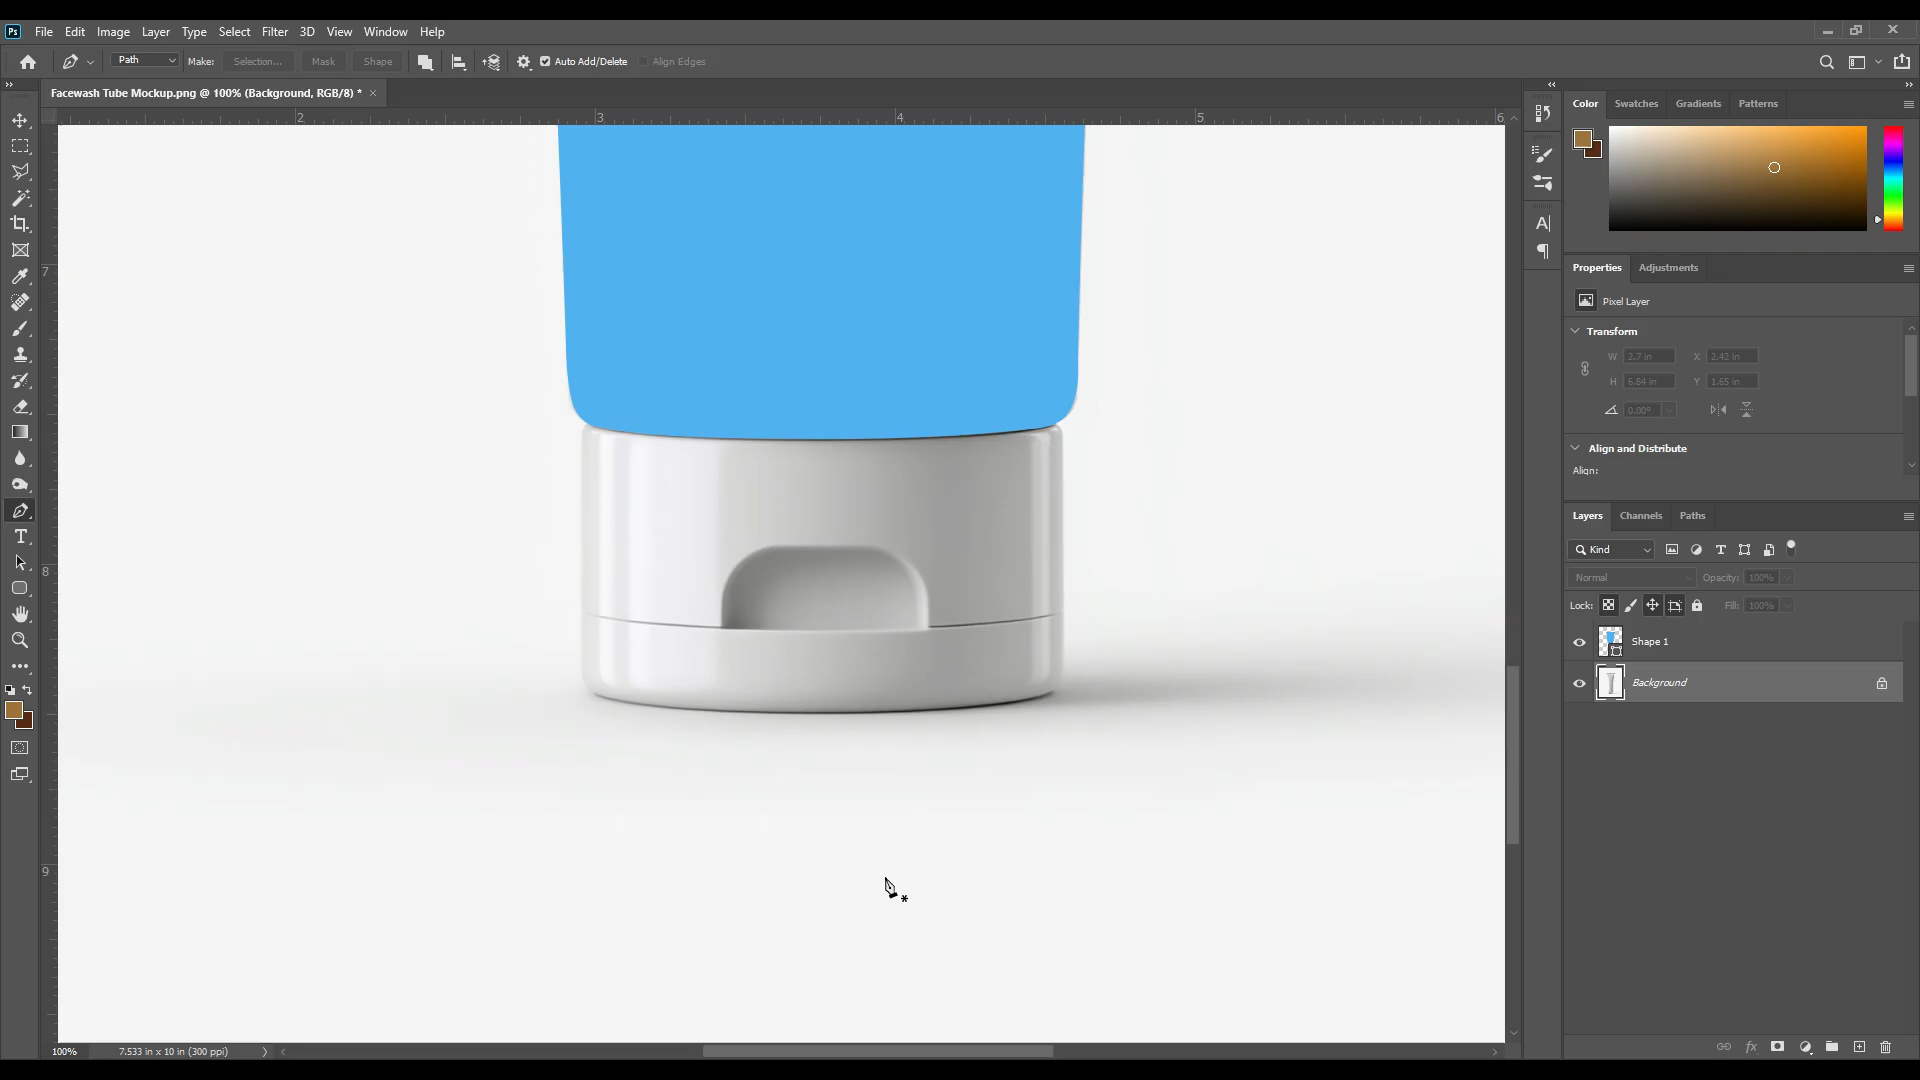 Ps File Edit Image Layer Type Select Filter 3D View Window Help
Path Make: Selection... Mask Shape Auto Add/Delete Align Edges
Facewash Tube Mockup.png @ 100% (Background, RGB/8) * ×
2 3 4 5 6
7
8
9
Color Swatches Gradients Patterns
Properties Adjustments
Pixel Layer
Transform
W 2.7 in X 2.42 in
H 6.84 in Y 1.65 in
0.00°
Align and Distribute
Align:
Layers Channels Paths
Kind
Normal Opacity: 100%
Lock: Fill: 100%
Shape 1
Background
fx
100% 7.533 in x 10 in (300 ppi)